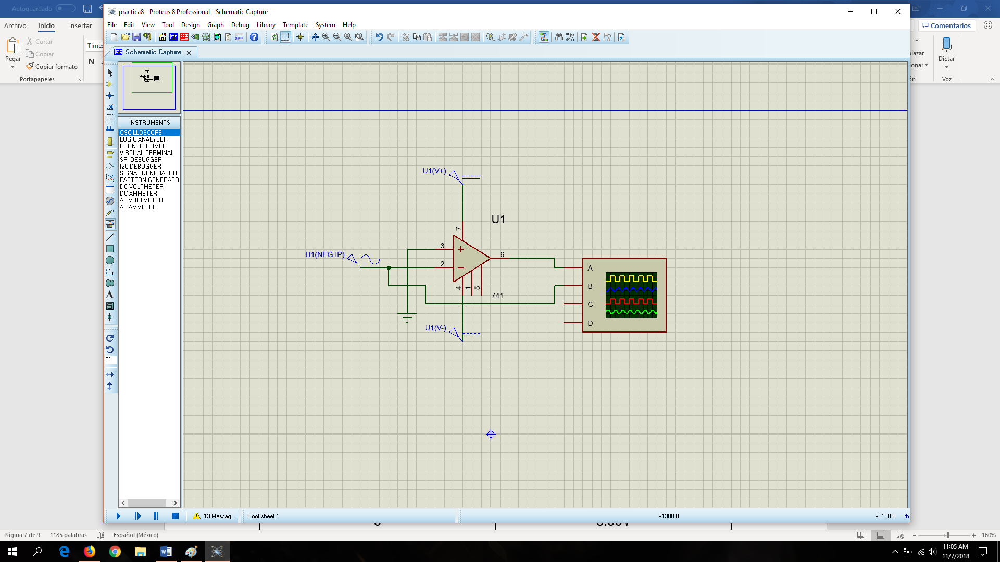 Autoguardado
practica8 - Proteus 8 Professional - Schematic Capture
File Edit View Tool Design Graph Debug Library Template System Help
Archivo Inicio Insertar
Comentarios
Cortar
Copiar
Copiar formato
Pegar
Portapapeles
Times
N
Dictar
Voz
Schematic Capture
INSTRUMENTS
OSCILLOSCOPE
LOGIC ANALYSER
COUNTER TIMER
VIRTUAL TERMINAL
SPI DEBUGGER
I2C DEBUGGER
SIGNAL GENERATOR
PATTERN GENERATO
DC VOLTMETER
DC AMMETER
AC VOLTMETER
AC AMMETER
LBL
A
S
0°
U1(V+)
U1
7
3
U1(NEG IP)
6
2
4
1
5
741
U1(V-)
A
B
C
D
13 Messag...
Root sheet 1
+1300.0
+2100.0
th
Página 7 de 9 1185 palabras Español (México)
160%
11:05 AM
11/7/2018